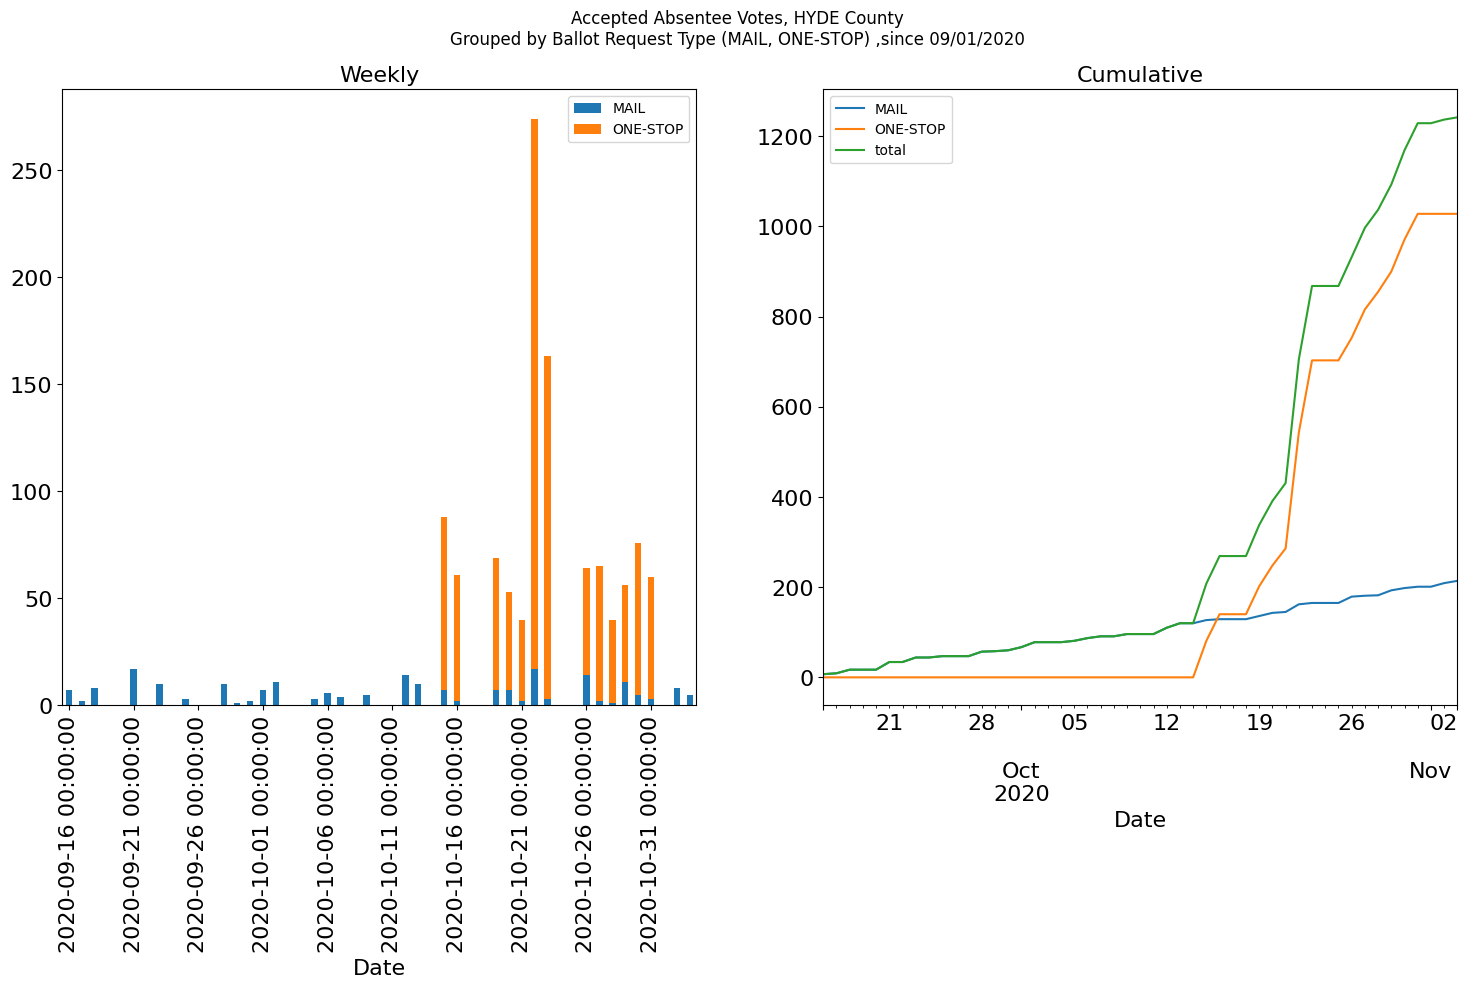 Accepted Absentee Votes, HYDE County
Grouped by Ballot Request Type (MAIL, ONE-STOP) ,since 09/01/2020
Weekly
MAIL
ONE-STOP
250
200
150
100
50
0
2020-09-16 00:00:00
2020-09-21 00:00:00
2020-09-26 00:00:00
2020-10-01 00:00:00
2020-10-06 00:00:00
2020-10-11 00:00:00
2020-10-16 00:00:00
2020-10-21 00:00:00
2020-10-26 00:00:00
2020-10-31 00:00:00
Date
Cumulative
MAIL
ONE-STOP
total
1200
1000
800
600
400
200
0
21 28 05 12 19 26 02
Oct Nov
2020
Date